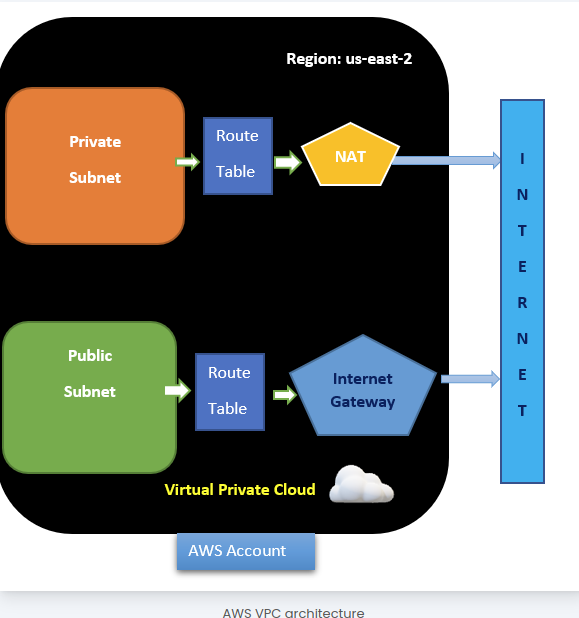 Region: us-east-2
Private
Subnet
Route
Table
NAT
I
N
T
E
R
N
E
T
Public
Subnet
Route
Table
Internet
Gateway
Virtual Private Cloud
AWS Account
AWS VPC architecture